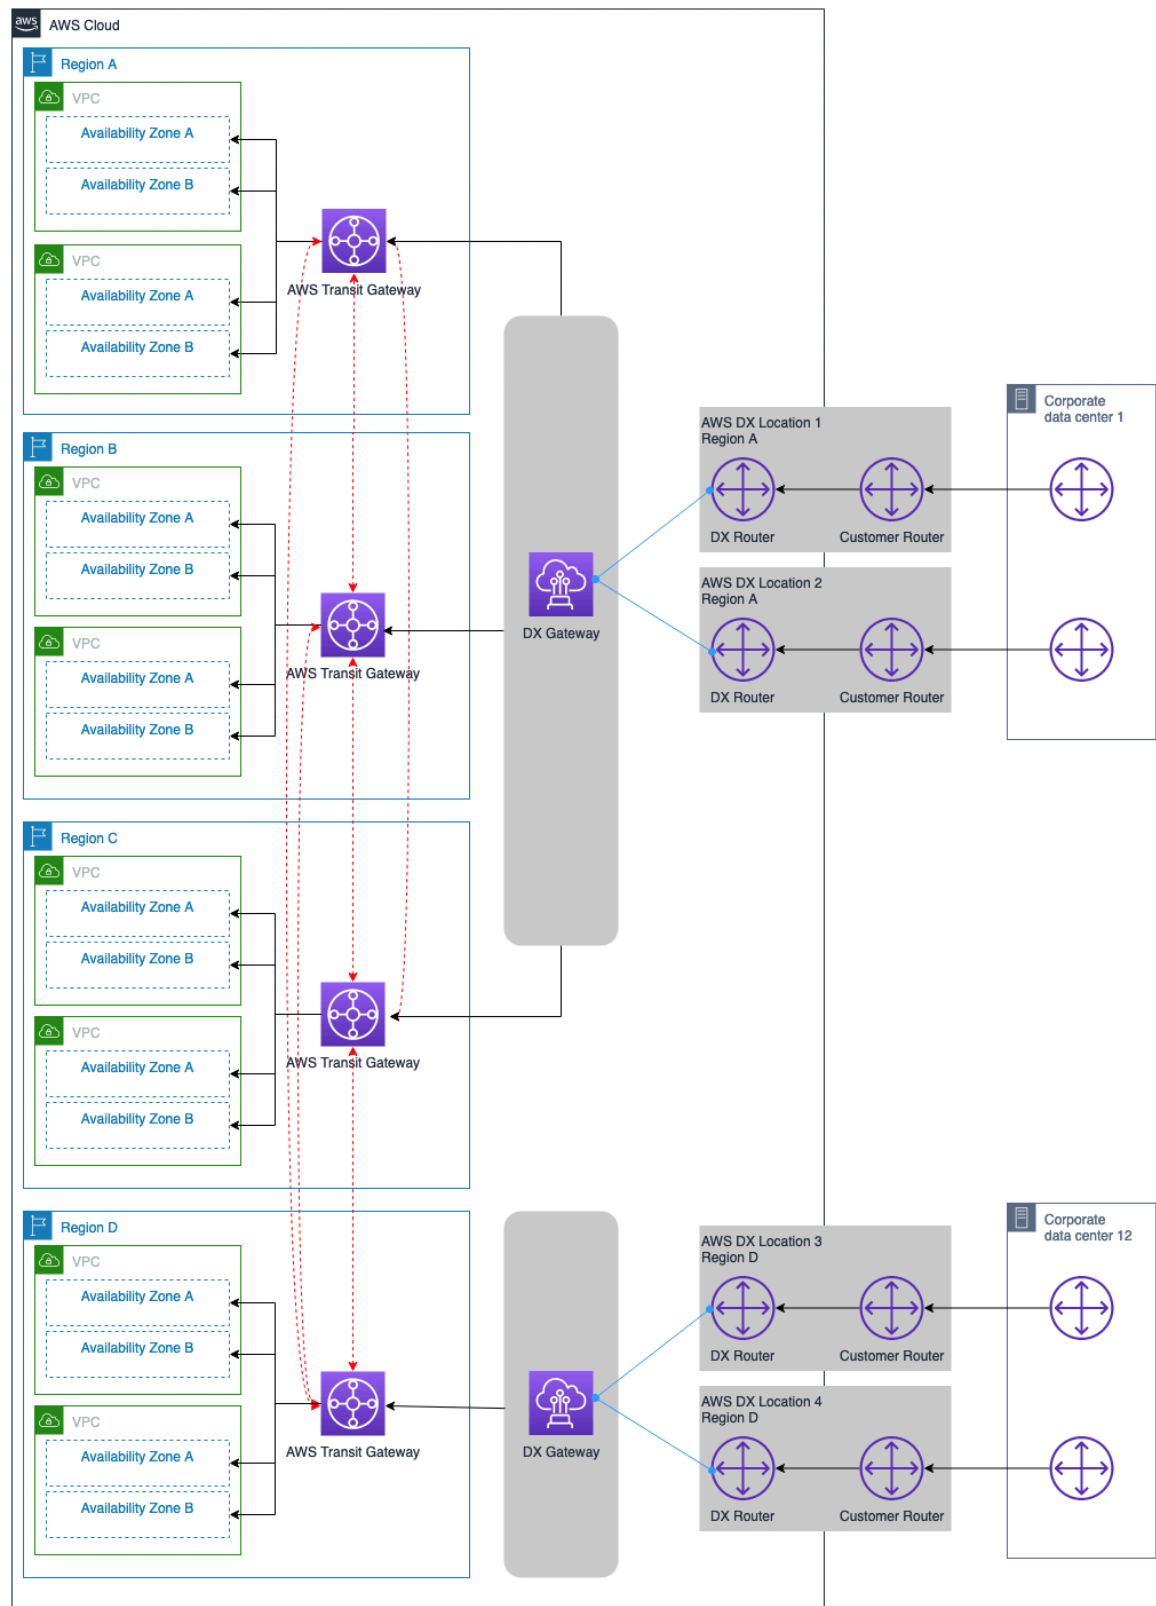 aws
AWS Cloud
Region A
VPC
Availability Zone A
Availability Zone B
VPC
Availability Zone A
Availability Zone B
AWS Transit Gateway
Region B
VPC
Availability Zone A
Availability Zone B
VPC
Availability Zone A
Availability Zone B
AWS Transit Gateway
Region C
VPC
Availability Zone A
Availability Zone B
VPC
Availability Zone A
Availability Zone B
AWS Transit Gateway
Region D
VPC
Availability Zone A
Availability Zone B
VPC
Availability Zone A
Availability Zone B
AWS Transit Gateway
DX Gateway
AWS DX Location 1
Region A
DX Router
Customer Router
AWS DX Location 2
Region A
DX Router
Customer Router
Corporate
data center 1
DX Gateway
AWS DX Location 3
Region D
DX Router
Customer Router
AWS DX Location 4
Region D
DX Router
Customer Router
Corporate
data center 12